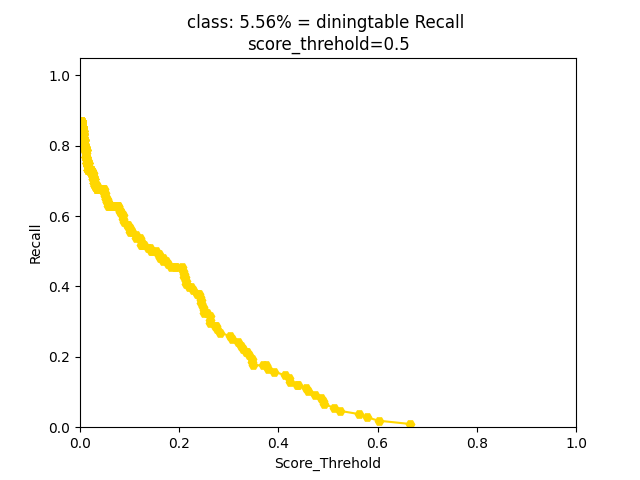 class: 5.56% = diningtable Recall
score_threhold=0.5
1.0
0.8
0.6
0.4
0.2
0.0
Recall
0.0 0.2 0.4 0.6 0.8 1.0
Score_Threhold